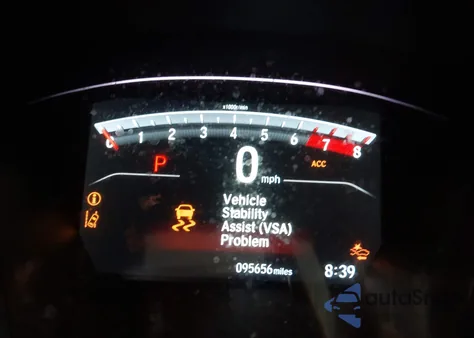 x1000r/min
0 1 2 3 4 5 6 7 8
P
0 mph
ACC
Vehicle
Stability
Assist (VSA)
Problem
095656 miles
8:39